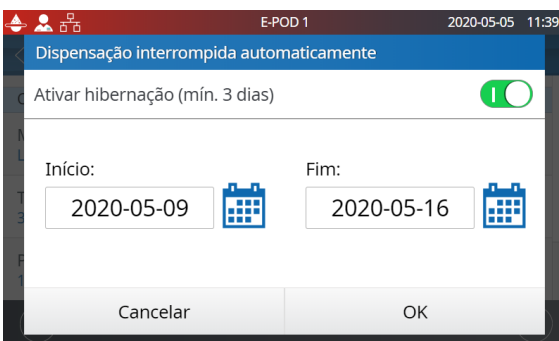 E-POD 1 2020-05-05 11:39
Dispensação interrompida automaticamente
Ativar hibernação (mín. 3 dias)
Início: Fim:
2020-05-09 2020-05-16
Cancelar OK